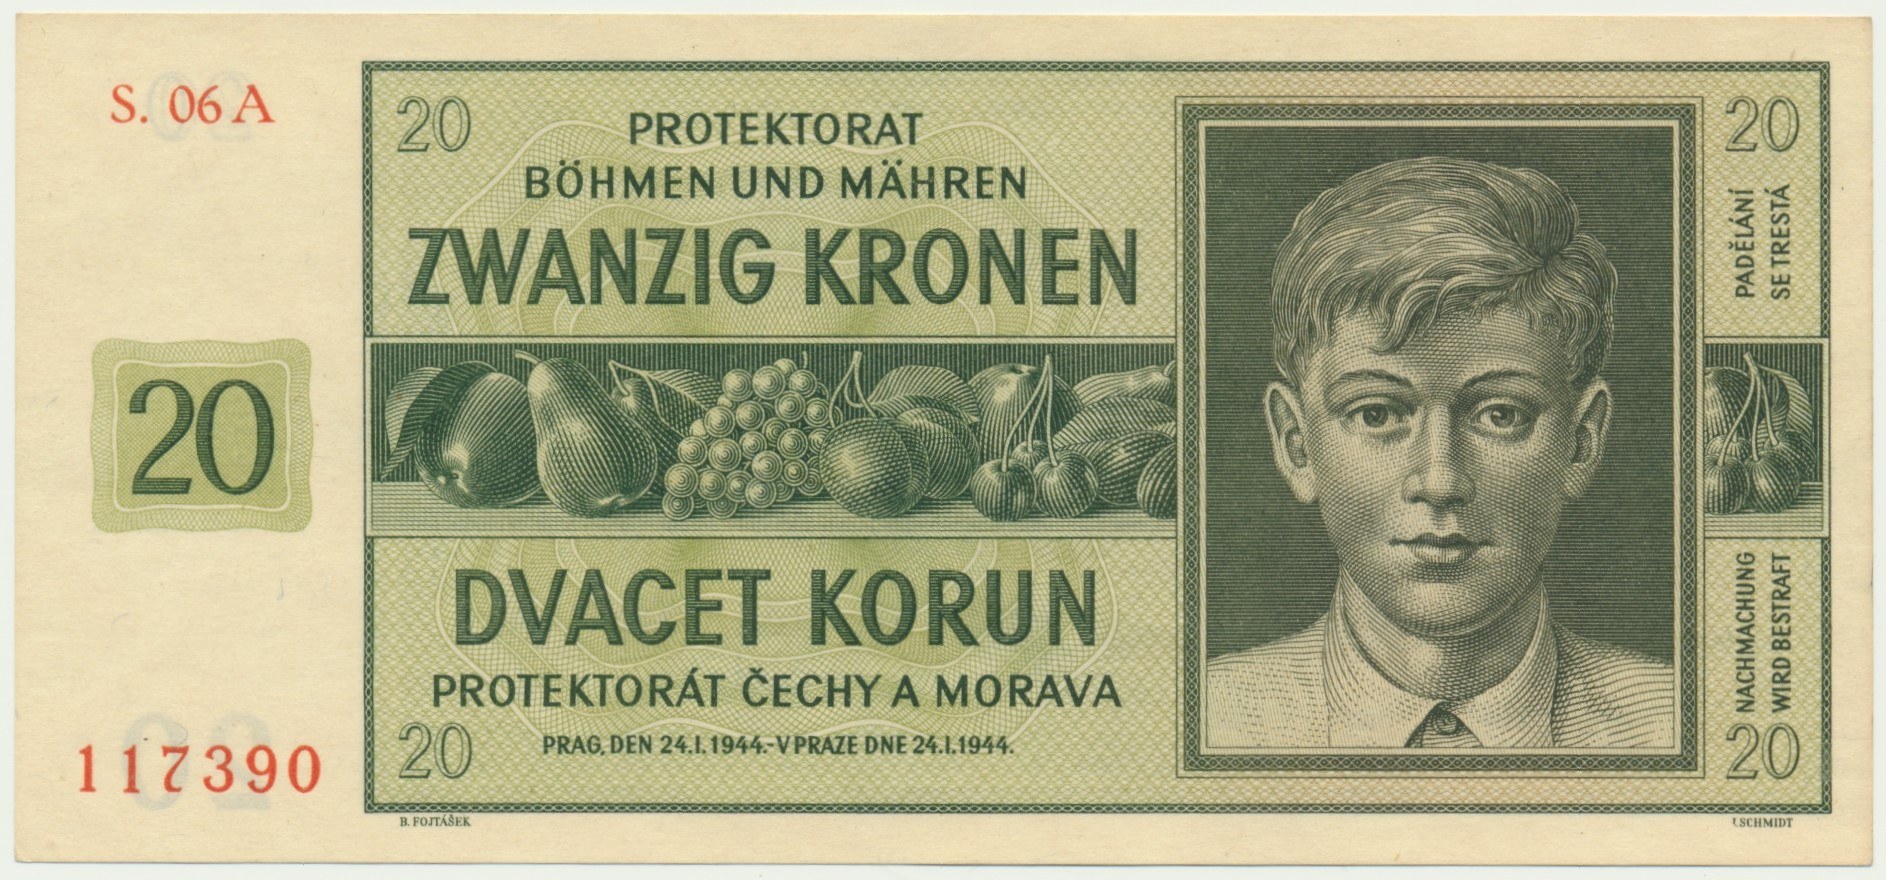 S. 06 A
20
20
PROTEKTORAT
BÖHMEN UND MÄHREN
ZWANZIG KRONEN
PADĚLÁNÍ
SE TRESTÁ
20
DVACET KORUN
PROTEKTORÁT ČECHY A MORAVA
PRAG, DEN 24.I.1944.-V PRAZE DNE 24.I.1944.
NACHMACHUNG
WIRD BESTRAFT
117390
20
20
B. FOJTÁŠEK
I.SCHMIDT